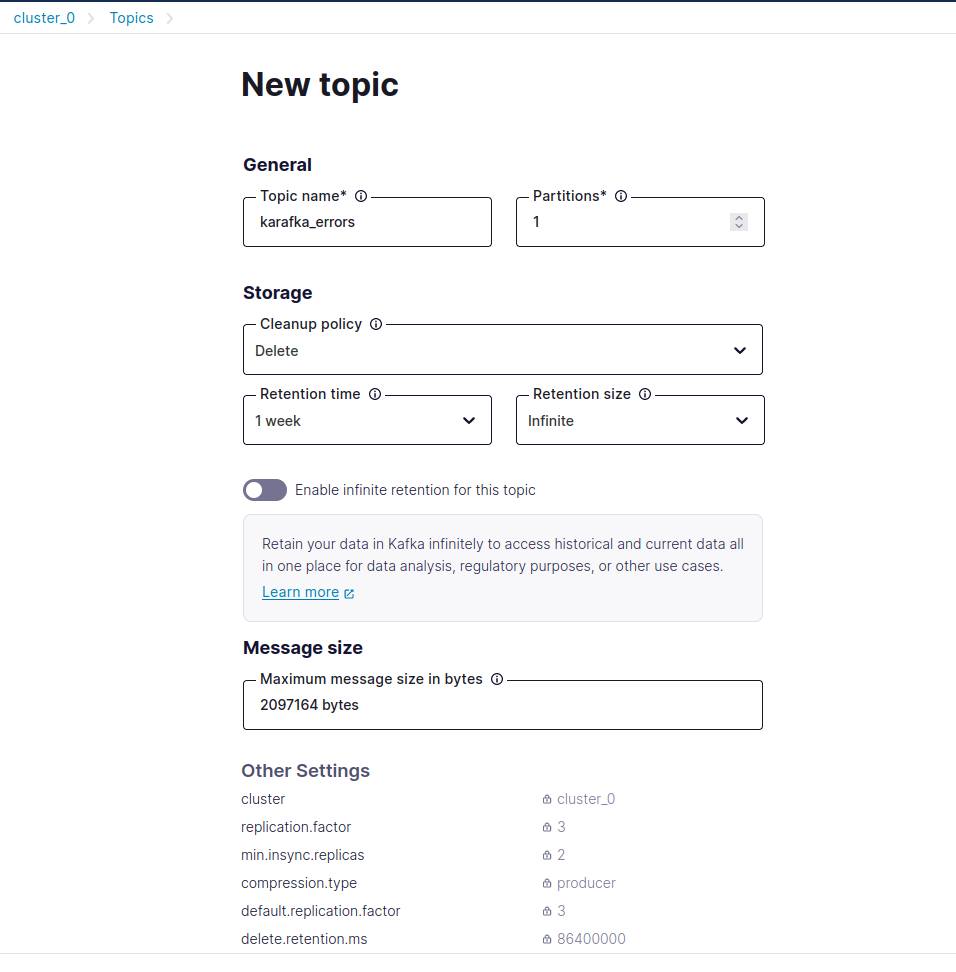 cluster_0 Topics
New topic
General
Topic name* Partitions*
karafka_errors 1
Storage
Cleanup policy
Delete
Retention time Retention size
1 week Infinite
Enable infinite retention for this topic
Retain your data in Kafka infinitely to access historical and current data all
in one place for data analysis, regulatory purposes, or other use cases.
Learn more
Message size
Maximum message size in bytes
2097164 bytes
Other Settings
cluster cluster_0
replication.factor 3
min.insync.replicas 2
compression.type producer
default.replication.factor 3
delete.retention.ms 86400000